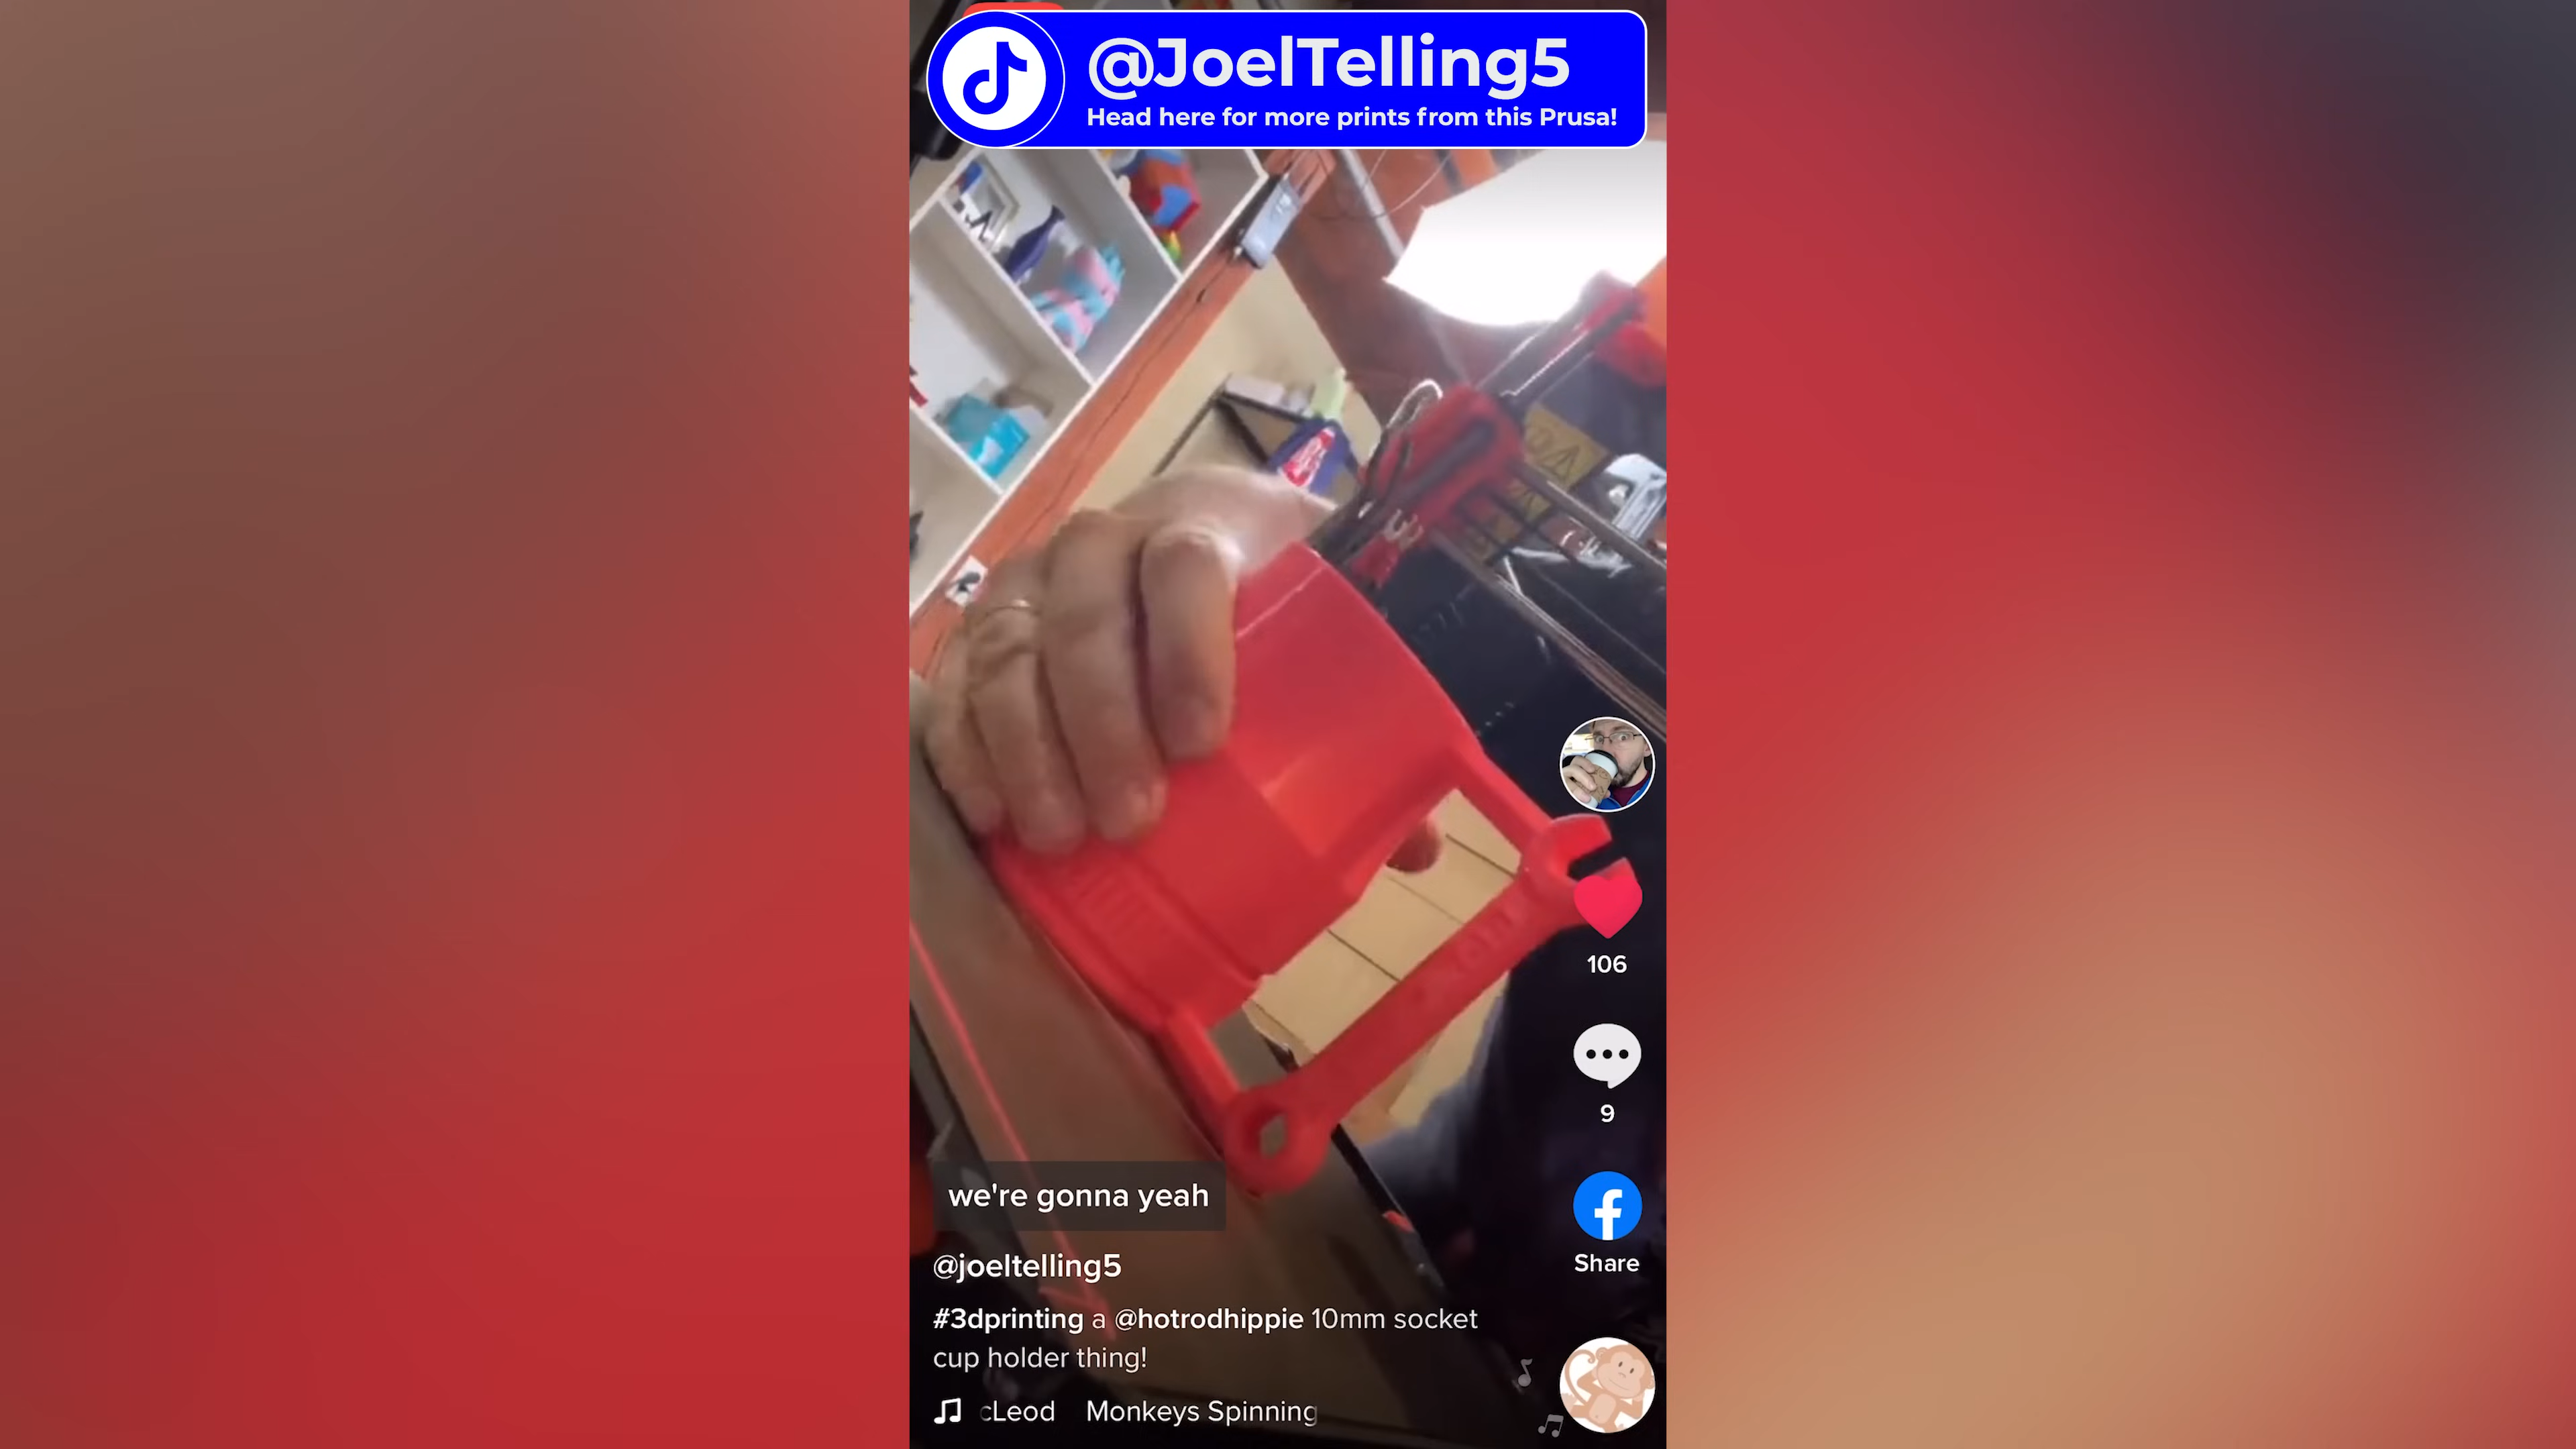 @JoelTelling5
Head here for more prints from this Prusa!
106
9
we're gonna yeah
@joeltelling5
Share
#3dprinting a @hotrodhippie 10mm socket
cup holder thing!
cLeod Monkeys Spinning